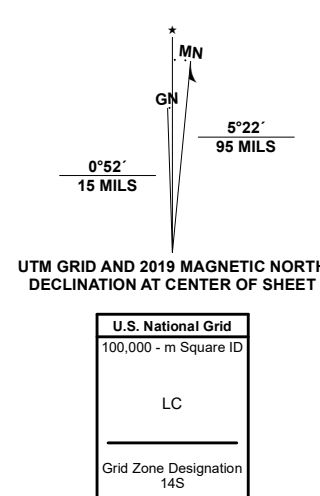 ★
MN
GN
5°22´
95 MILS
0°52´
15 MILS
UTM GRID AND 2019 MAGNETIC NORTH
DECLINATION AT CENTER OF SHEET
U.S. National Grid
100,000 - m Square ID
LC
Grid Zone Designation
14S